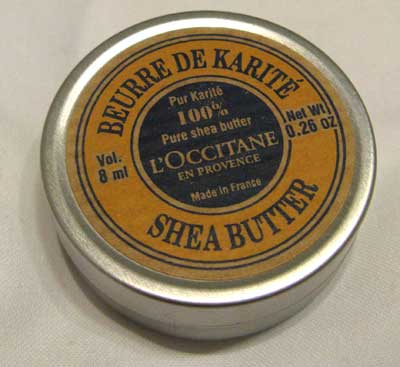 BEURRE DE KARITÉ
Pur Karité
100%
Pure shea butter
L'OCCITANE
EN PROVENCE
Made in France
Vol.
8 ml
Net Wt.
0.26 oz
SHEA BUTTER